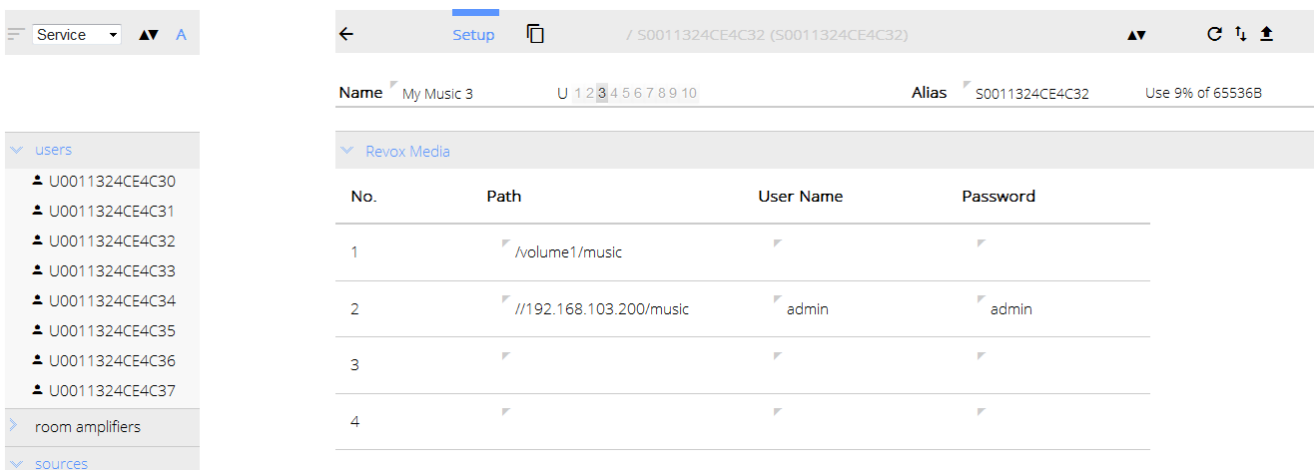 Service A
Setup / S0011324CE4C32 (S0011324CE4C32)
Name My Music 3 U 1 2 3 4 5 6 7 8 9 10 Alias S0011324CE4C32 Use 9% of 65536B
users
U0011324CE4C30
U0011324CE4C31
U0011324CE4C32
U0011324CE4C33
U0011324CE4C34
U0011324CE4C35
U0011324CE4C36
U0011324CE4C37
room amplifiers
sources
Revox Media
No. Path User Name Password
1 /volume1/music
2 //192.168.103.200/music admin admin
3
4